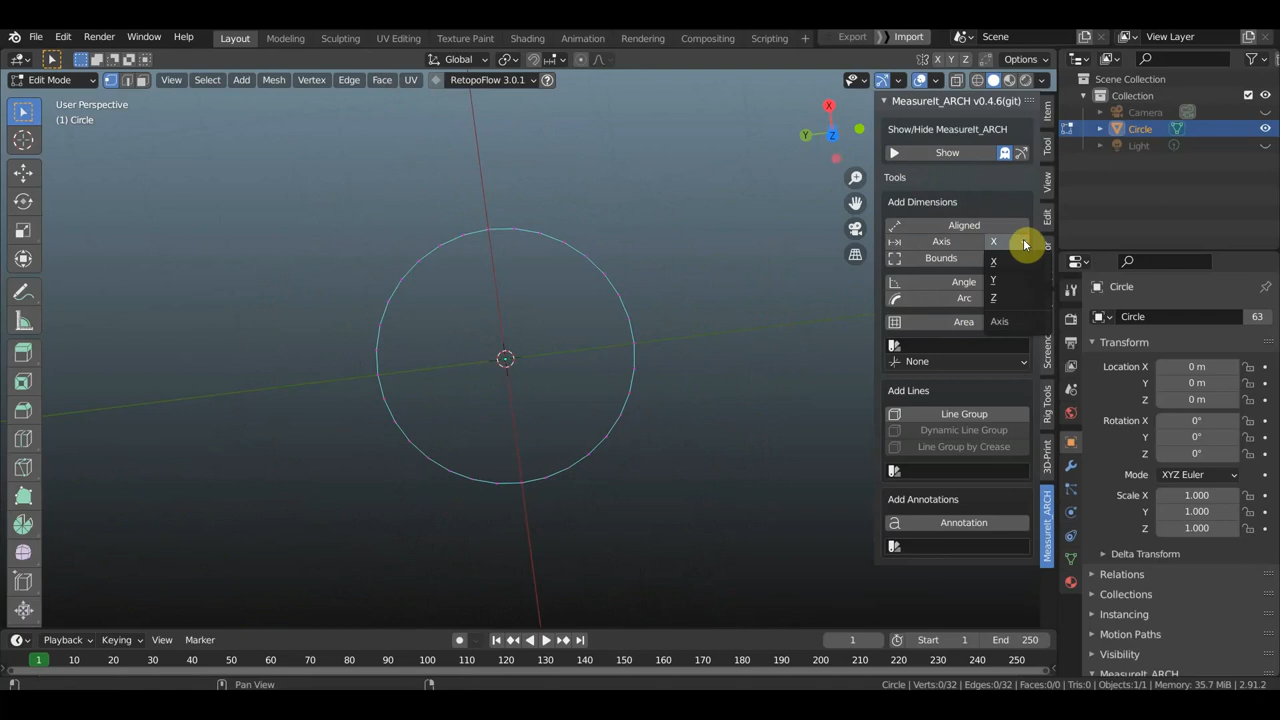 File Edit Render Window Help Layout Modeling Sculpting UV Editing Texture Paint Shading Animation Rendering Compositing Scripting + Export Import Scene View Layer
Global X Y Z Options
Edit Mode View Select Add Mesh Vertex Edge Face UV RetopoFlow 3.0.1
User Perspective
(1) Circle
X
Y
Z
MeasureIt_ARCH v0.4.6(git)
Show/Hide MeasureIt_ARCH
Show
Tools
Add Dimensions
Aligned
Axis X
Bounds X
Y
Angle
Arc Z
Area Axis
None
Add Lines
Line Group
Dynamic Line Group
Line Group by Crease
Add Annotations
Annotation
Item
Tool
View
Edit
Screenc
Rig Tools
3D-Print
MeasureIt_ARCH
Scene Collection
Collection
Camera
Circle
Light
Circle
Circle 63
Transform
Location X 0 m
Y 0 m
Z 0 m
Rotation X 0°
Y 0°
Z 0°
Mode XYZ Euler
Scale X 1.000
Y 1.000
Z 1.000
Delta Transform
Relations
Collections
Instancing
Motion Paths
Visibility
MeasureIt_ARCH
Playback Keying View Marker 1 Start 1 End 250
1 10 20 30 40 50 60 70 80 90 100 110 120 130 140 150 160 170 180 190 200 210 220 230 240 250
Pan View Circle | Verts:0/32 | Edges:0/32 | Faces:0/0 | Tris:0 | Objects:1/1 | Memory: 35.7 MiB | 2.91.2